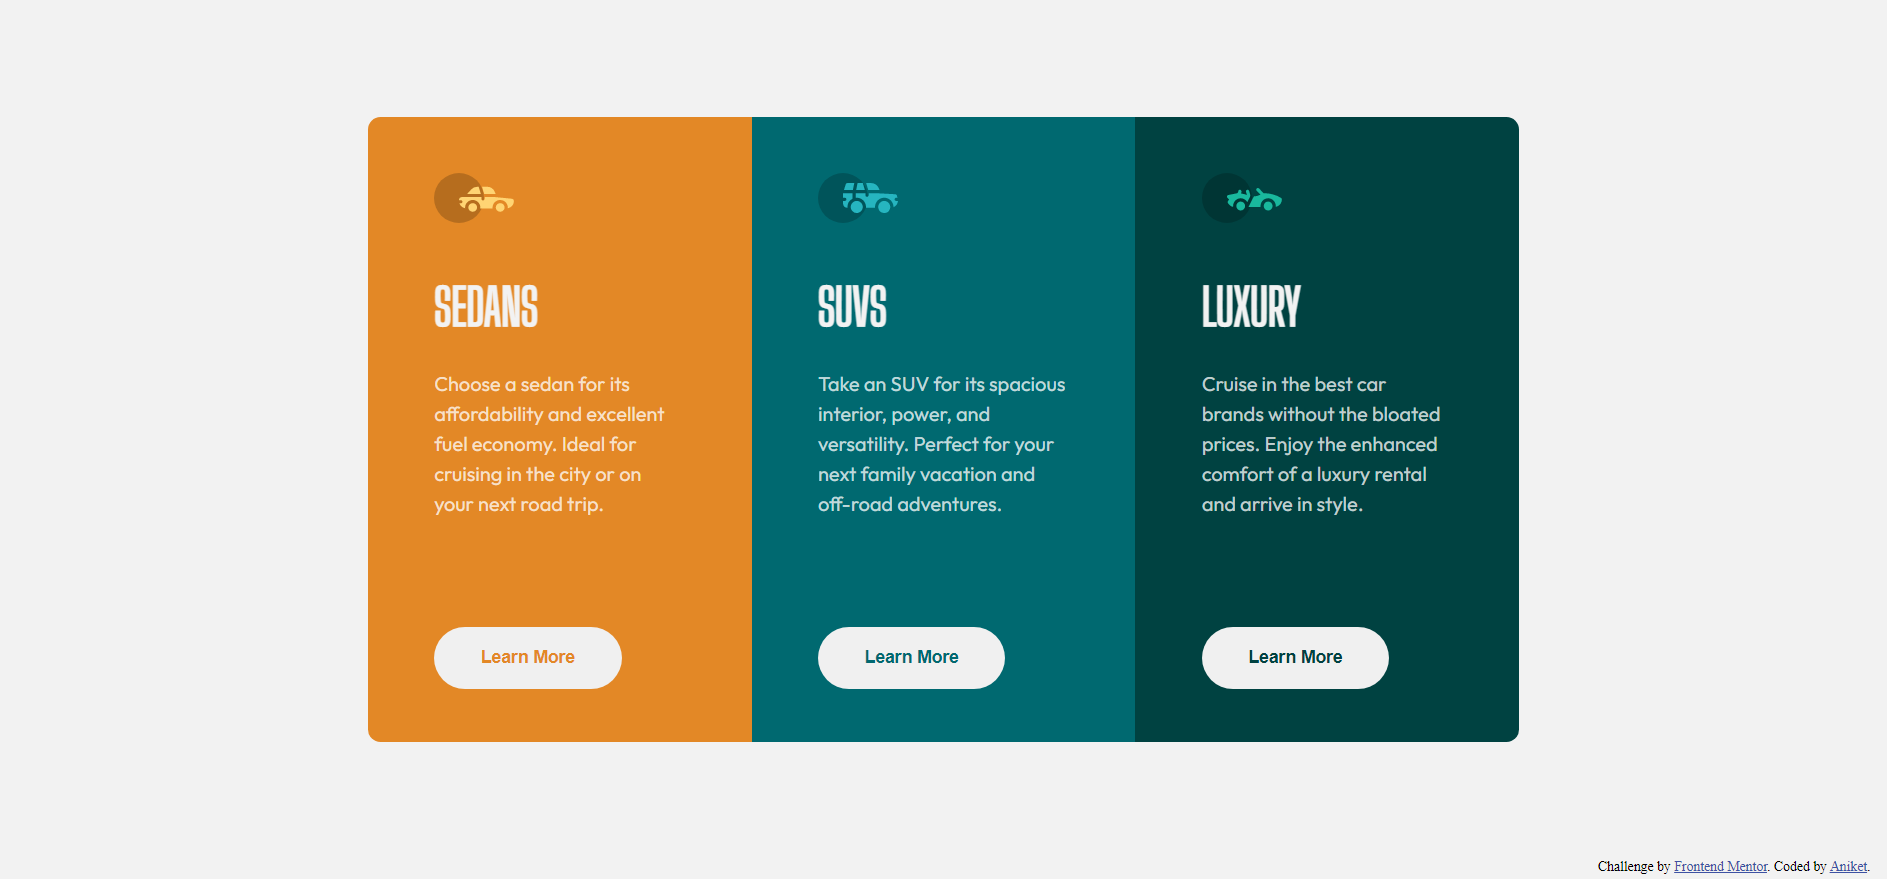 SEDANS
Choose a sedan for its
affordability and excellent
fuel economy. Ideal for
cruising in the city or on
your next road trip.
Learn More
SUVS
Take an SUV for its spacious
interior, power, and
versatility. Perfect for your
next family vacation and
off-road adventures.
Learn More
LUXURY
Cruise in the best car
brands without the bloated
prices. Enjoy the enhanced
comfort of a luxury rental
and arrive in style.
Learn More
Challenge by Frontend Mentor. Coded by Aniket.